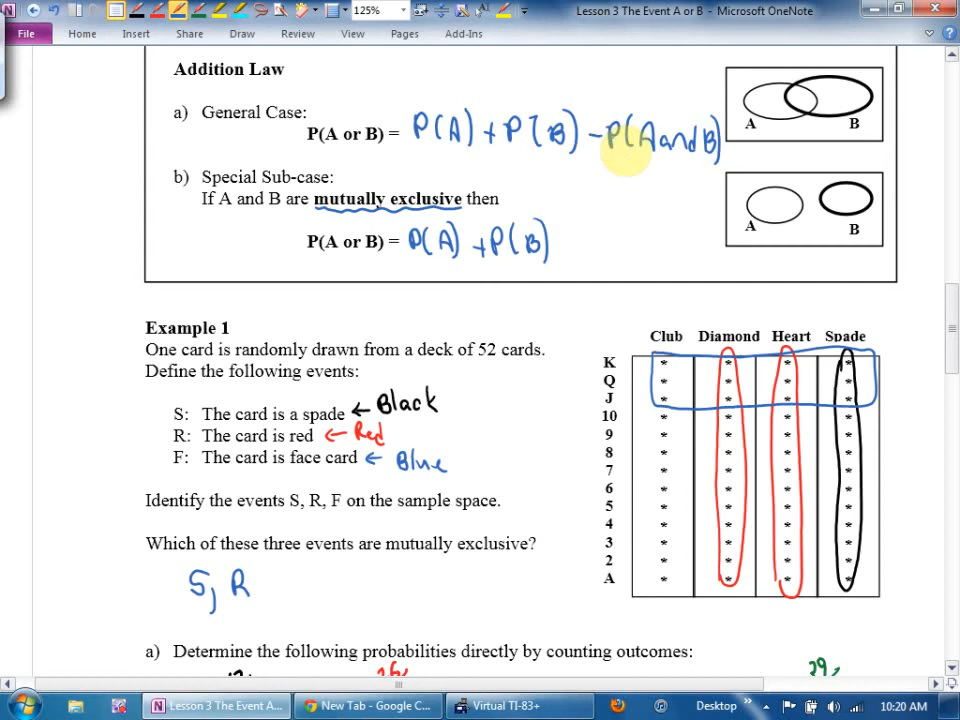 125%
Lesson 3 The Event A or B - Microsoft OneNote
File Home Insert Share Draw Review View Pages Add-Ins
Addition Law
a) General Case:
P(A or B) = P(A) + P(B) - P(A and B)
A B
b) Special Sub-case:
If A and B are mutually exclusive then
P(A or B) = P(A) + P(B)
A B
Example 1
One card is randomly drawn from a deck of 52 cards.
Define the following events:
S: The card is a spade ← Black
R: The card is red ← Red
F: The card is face card ← Blue
Identify the events S, R, F on the sample space.
Which of these three events are mutually exclusive?
S, R
Club Diamond Heart Spade
K * * * *
Q * * * *
J * * * *
10 * * * *
9 * * * *
8 * * * *
7 * * * *
6 * * * *
5 * * * *
4 * * * *
3 * * * *
2 * * * *
A * * * *
a) Determine the following probabilities directly by counting outcomes:
Lesson 3 The Event A... New Tab - Google C... Virtual TI-83+ Desktop 10:20 AM